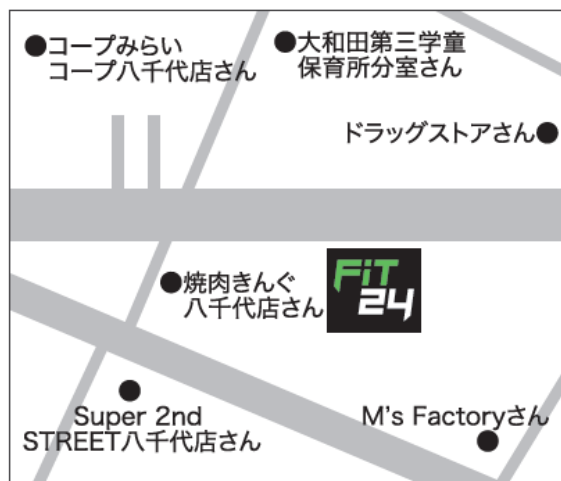 ●コープみらい
コープ八千代店さん
●大和田第三学童
保育所分室さん
ドラッグストアさん●
●焼肉きんぐ
八千代店さん
FiT
24
Super 2nd
STREET八千代店さん
M's Factoryさん